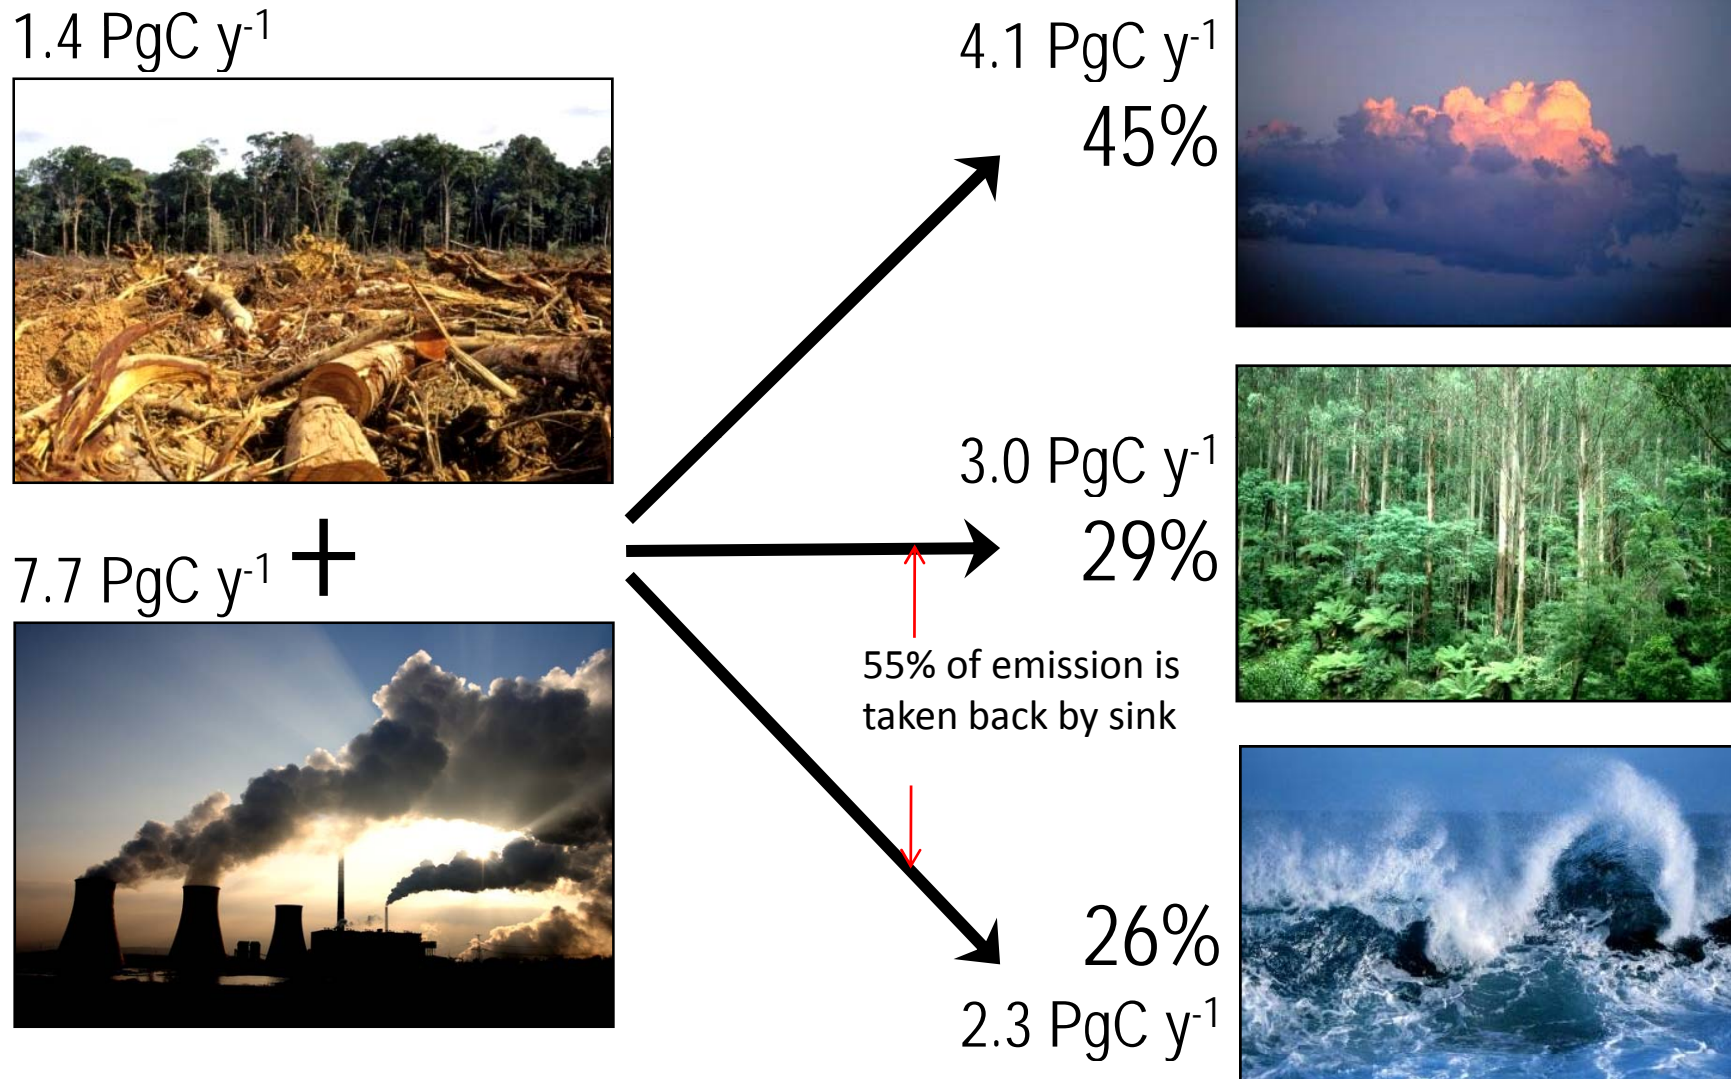 1.4 PgC y-1
+
7.7 PgC y-1
4.1 PgC y-1
45%
3.0 PgC y-1
29%
55% of emission is
taken back by sink
26%
2.3 PgC y-1